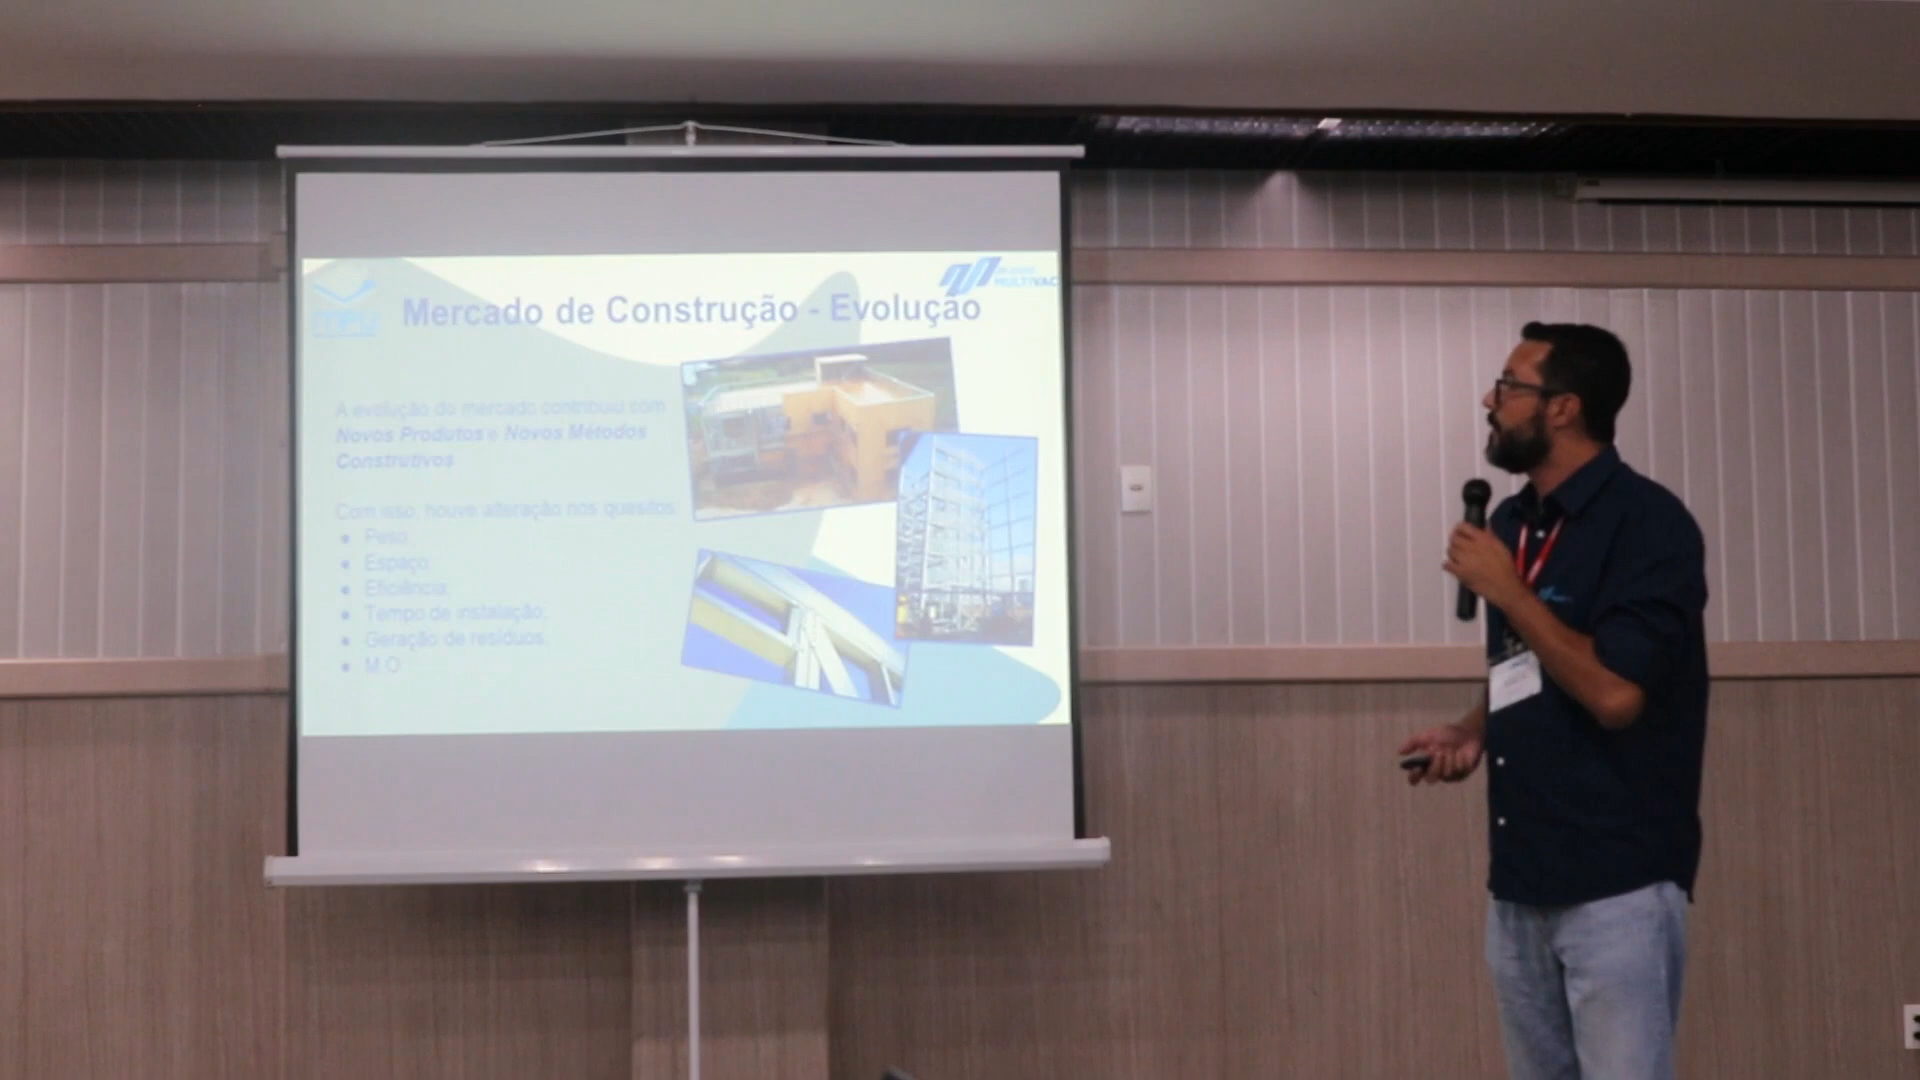 MULTIVAC
Mercado de Construção - Evolução
A evolução do mercado contribuiu com
Novos Produtos e Novos Métodos
Construtivos
Com isso, houve alteração nos quesitos:
Peso;
Espaço;
Eficiência;
Tempo de instalação;
Geração de resíduos;
M.O